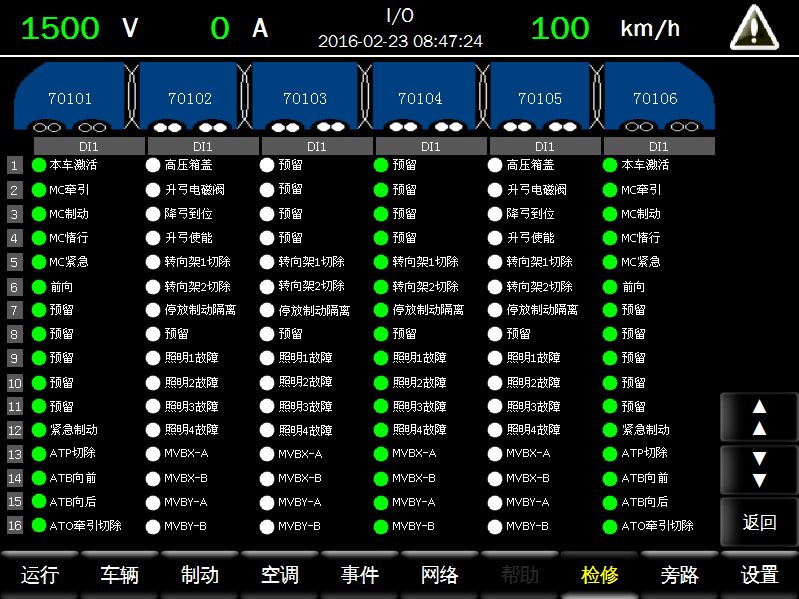 1500 V 0 A I/O 100 km/h
2016-02-23 08:47:24
70101 70102 70103 70104 70105 70106
DI1 DI1 DI1 DI1 DI1 DI1
1 本车激活 高压箱盖 预留 预留 高压箱盖 本车激活
2 MC牵引 升弓电磁阀 预留 预留 升弓电磁阀 MC牵引
3 MC制动 降弓到位 预留 预留 降弓到位 MC制动
4 MC惰行 升弓使能 预留 预留 升弓使能 MC惰行
5 MC紧急 转向架1切除 转向架1切除 转向架1切除 转向架1切除 MC紧急
6 前向 转向架2切除 转向架2切除 转向架2切除 转向架2切除 前向
7 预留 停放制动隔离 停放制动隔离 停放制动隔离 停放制动隔离 预留
8 预留 预留 预留 预留 预留 预留
9 预留 照明1故障 照明1故障 照明1故障 照明1故障 预留
10 预留 照明2故障 照明2故障 照明2故障 照明2故障 预留
11 预留 照明3故障 照明3故障 照明3故障 照明3故障 预留
12 紧急制动 照明4故障 照明4故障 照明4故障 照明4故障 紧急制动
13 ATP切除 MVBX-A MVBX-A MVBX-A MVBX-A ATP切除
14 ATB向前 MVBX-B MVBX-B MVBX-B MVBX-B ATB向前
15 ATB向后 MVBY-A MVBY-A MVBY-A MVBY-A ATB向后
16 ATO牵引切除 MVBY-B MVBY-B MVBY-B MVBY-B ATO牵引切除
返回
运行 车辆 制动 空调 事件 网络 帮助 检修 旁路 设置